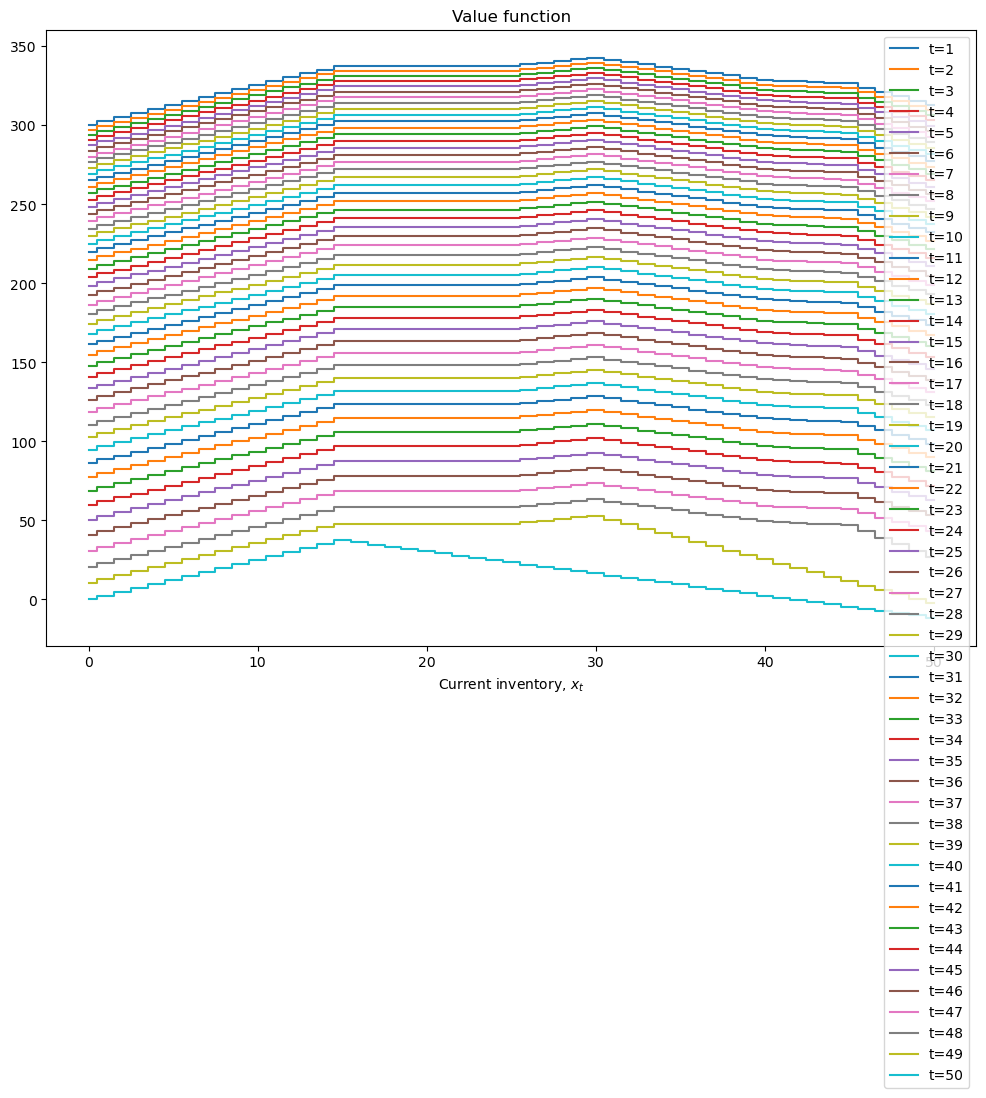 Value function
350
300
250
200
150
100
50
0
0 10 20 30 40 50
Current inventory, x_t
t=1
t=2
t=3
t=4
t=5
t=6
t=7
t=8
t=9
t=10
t=11
t=12
t=13
t=14
t=15
t=16
t=17
t=18
t=19
t=20
t=21
t=22
t=23
t=24
t=25
t=26
t=27
t=28
t=29
t=30
t=31
t=32
t=33
t=34
t=35
t=36
t=37
t=38
t=39
t=40
t=41
t=42
t=43
t=44
t=45
t=46
t=47
t=48
t=49
t=50